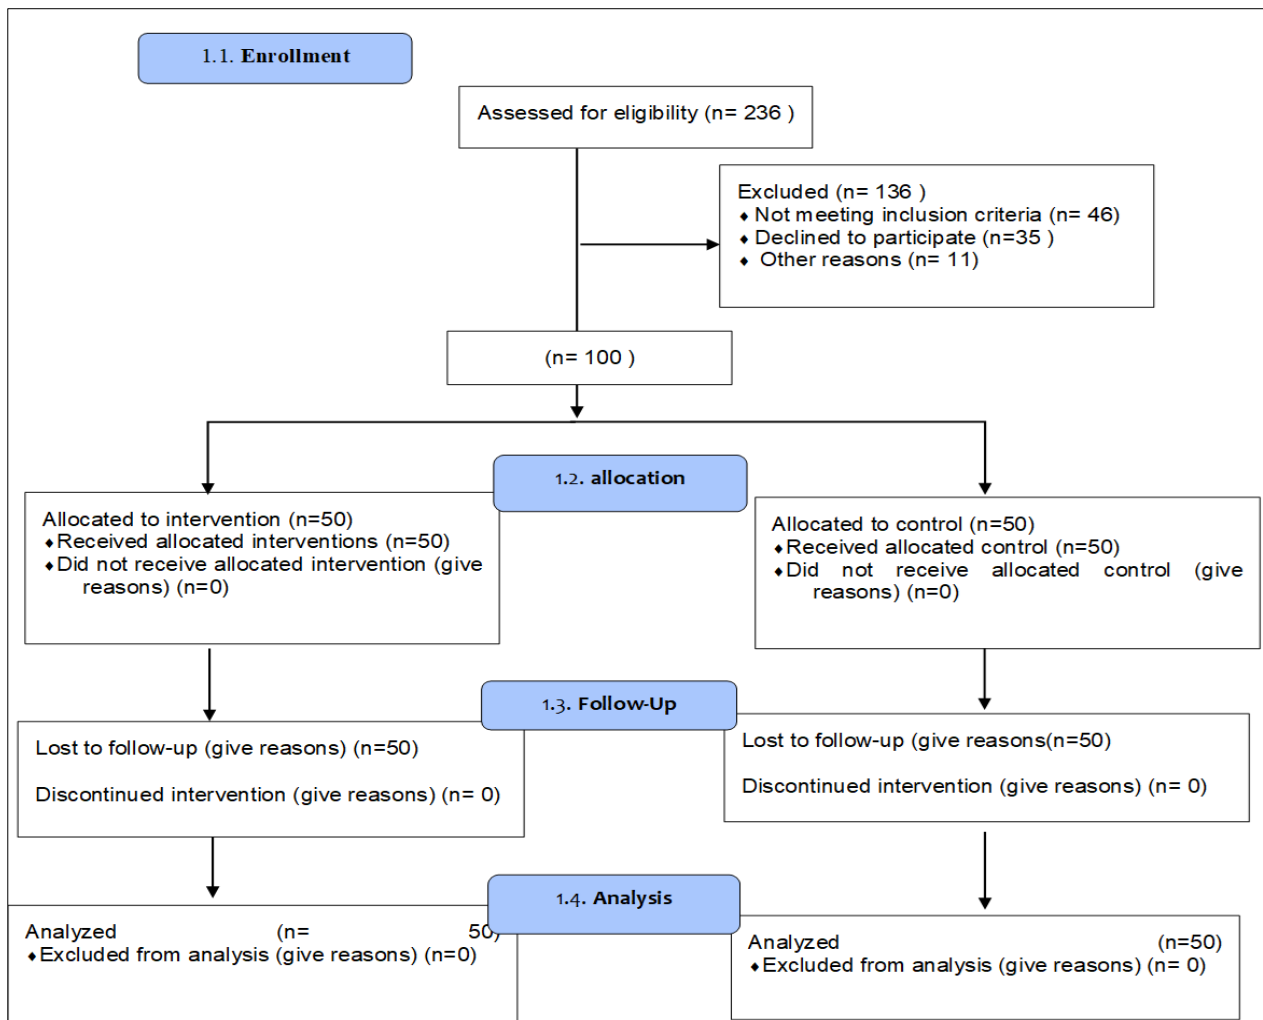 1.1. Enrollment
Assessed for eligibility (n= 236 )
Excluded (n= 136 )
♦ Not meeting inclusion criteria (n= 46)
♦ Declined to participate (n=35 )
♦ Other reasons (n= 11)
(n= 100 )
1.2. allocation
Allocated to intervention (n=50)
♦Received allocated interventions (n=50)
♦Did not receive allocated intervention (give
reasons) (n=0)
Allocated to control (n=50)
♦Received allocated control (n=50)
♦Did not receive allocated control (give
reasons) (n=0)
1.3. Follow-Up
Lost to follow-up (give reasons) (n=50)
Discontinued intervention (give reasons) (n= 0)
Lost to follow-up (give reasons(n=50)
Discontinued intervention (give reasons) (n= 0)
1.4. Analysis
Analyzed (n= 50)
♦Excluded from analysis (give reasons) (n=0)
Analyzed (n=50)
♦Excluded from analysis (give reasons) (n= 0)